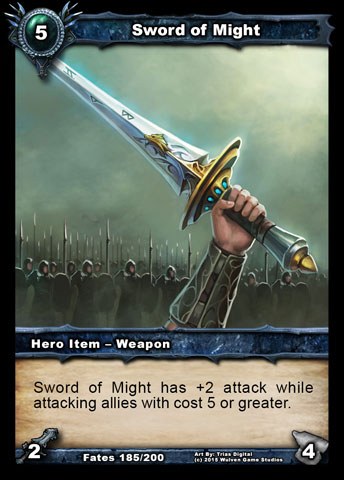 5
Sword of Might
Hero Item – Weapon
Sword of Might has +2 attack while
attacking allies with cost 5 or greater.
2
Fates 185/200
Art By: Trias Digital
(c) 2015 Wulven Game Studios
4